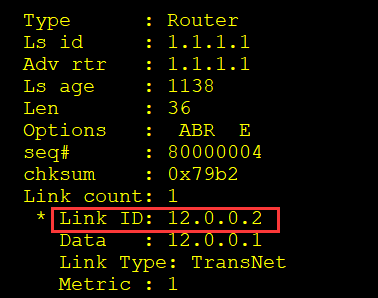 Type : Router
Ls id : 1.1.1.1
Adv rtr : 1.1.1.1
Ls age : 1138
Len : 36
Options : ABR E
seq# : 80000004
chksum : 0x79b2
Link count: 1
* Link ID: 12.0.0.2
Data : 12.0.0.1
Link Type: TransNet
Metric : 1